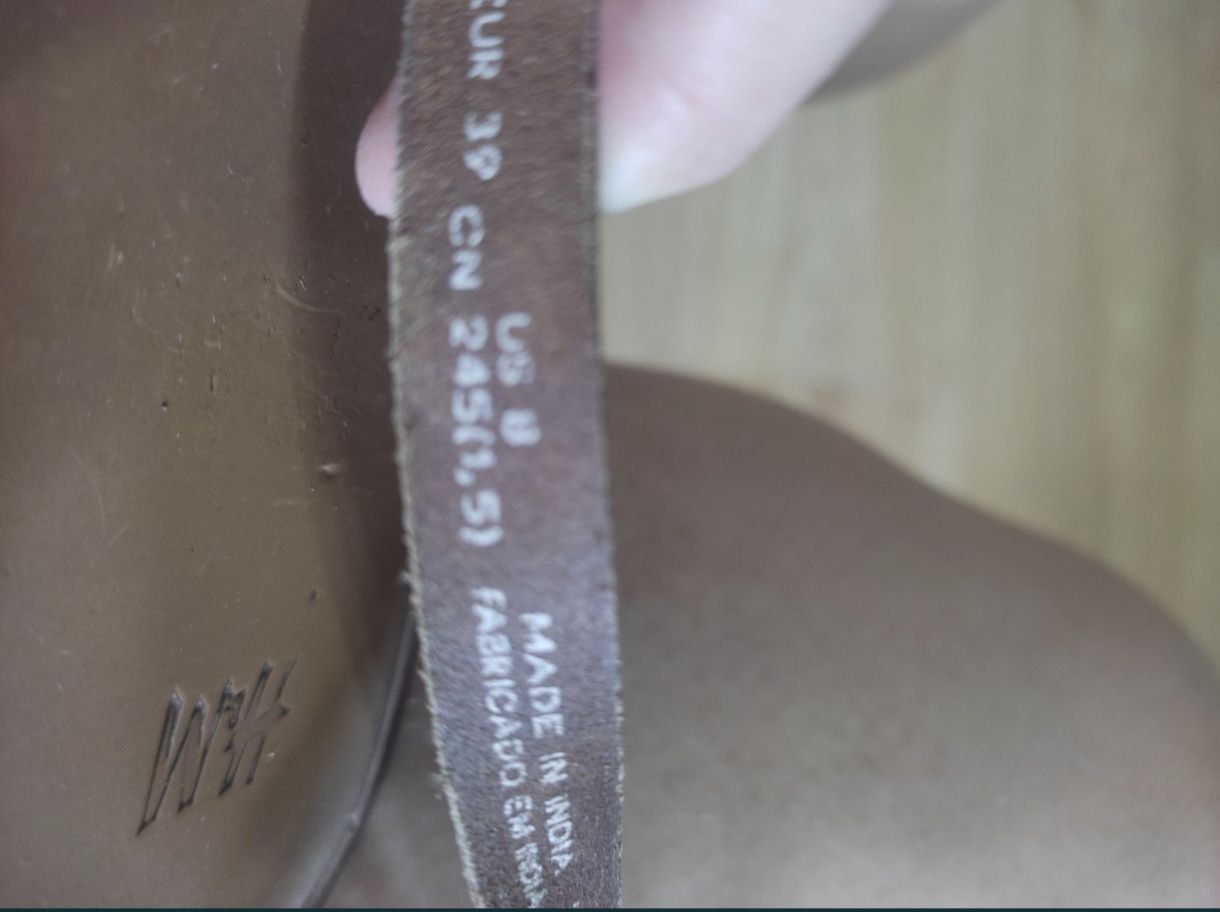 EUR 39 CN 245(1.5)
US 8
MADE IN INDIA
FABRICADO EM INDIA
H&M